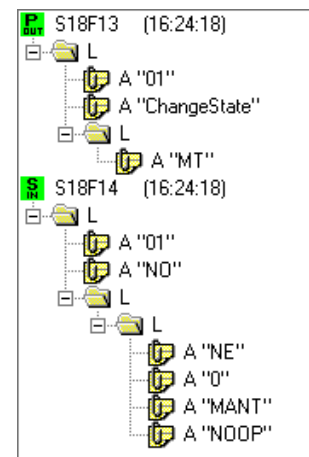 P OUT S18F13 (16:24:18)
L
A "01"
A "ChangeState"
L
A "MT"
S IN S18F14 (16:24:18)
L
A "01"
A "NO"
L
L
A "NE"
A "0"
A "MANT"
A "NOOP"